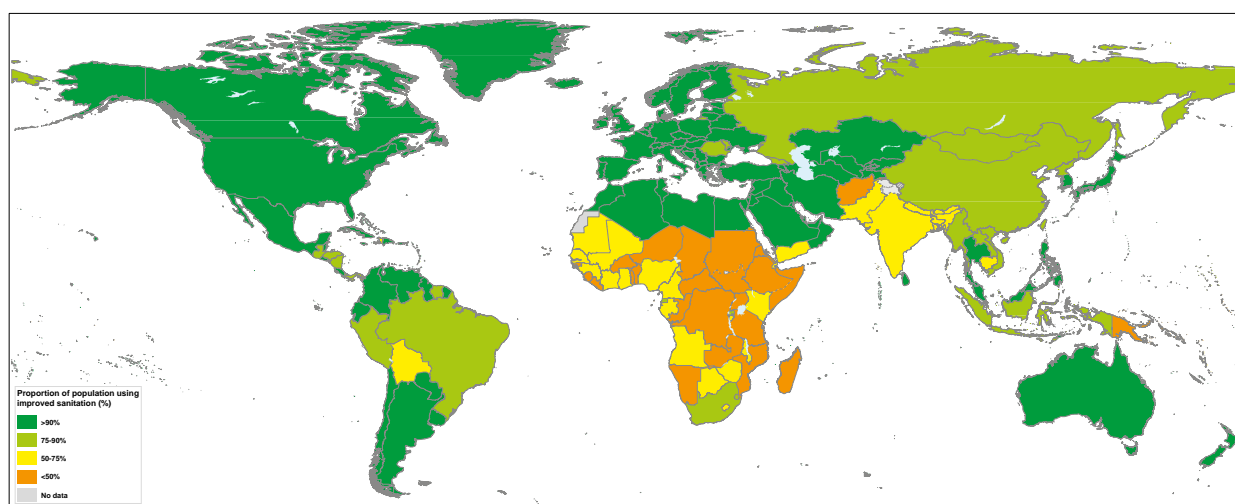 Proportion of population using
improved sanitation (%)
>90%
75-90%
50-75%
<50%
No data